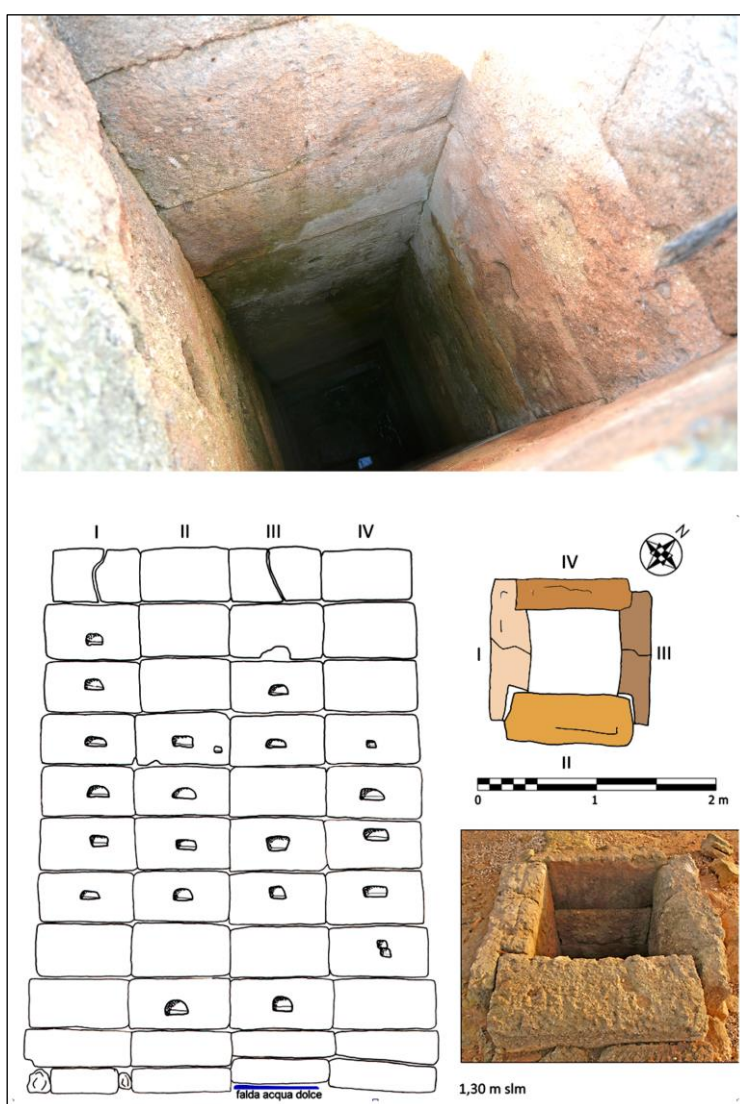 I II III IV
N
IV
I III
II
0 1 2 m
falda acqua dolce
1,30 m slm